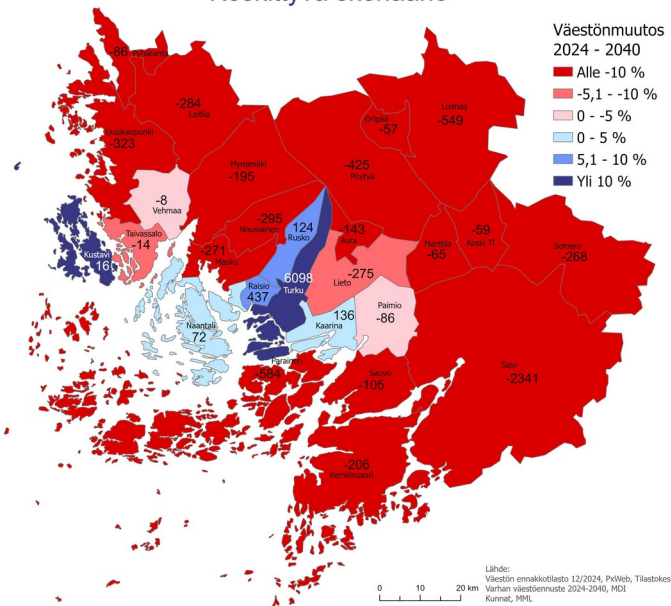 Väestönmuutos
2024 - 2040
Alle -10 %
-5,1 - -10 %
0 - -5 %
0 - 5 %
5,1 - 10 %
Yli 10 %
-86
Pyhäranta
-284
Laitila
Uusikaupunki
-323
-8
Vehmaa
Taivassalo
-14
Kustavi
16
Mynämäki
-195
-295
Nousiainen
-271
Masku
124
Rusko
Raisio
437
6098
Turku
Naantali
72
Oripää
-57
Loimaa
-549
-425
Pöytyä
-143
Aura
-275
Lieto
136
Kaarina
Paimio
-86
Marttila
-65
-59
Koski Tl
Somero
-268
Salo
-2341
Parainen
-584
Sauvo
-105
-206
Kemiönsaari
0 10 20 km
Lähde:
Väestön ennakkotilasto 12/2024, PxWeb, Tilastokes
Varhan väestöennuste 2024-2040, MDI
Kunnat, MML